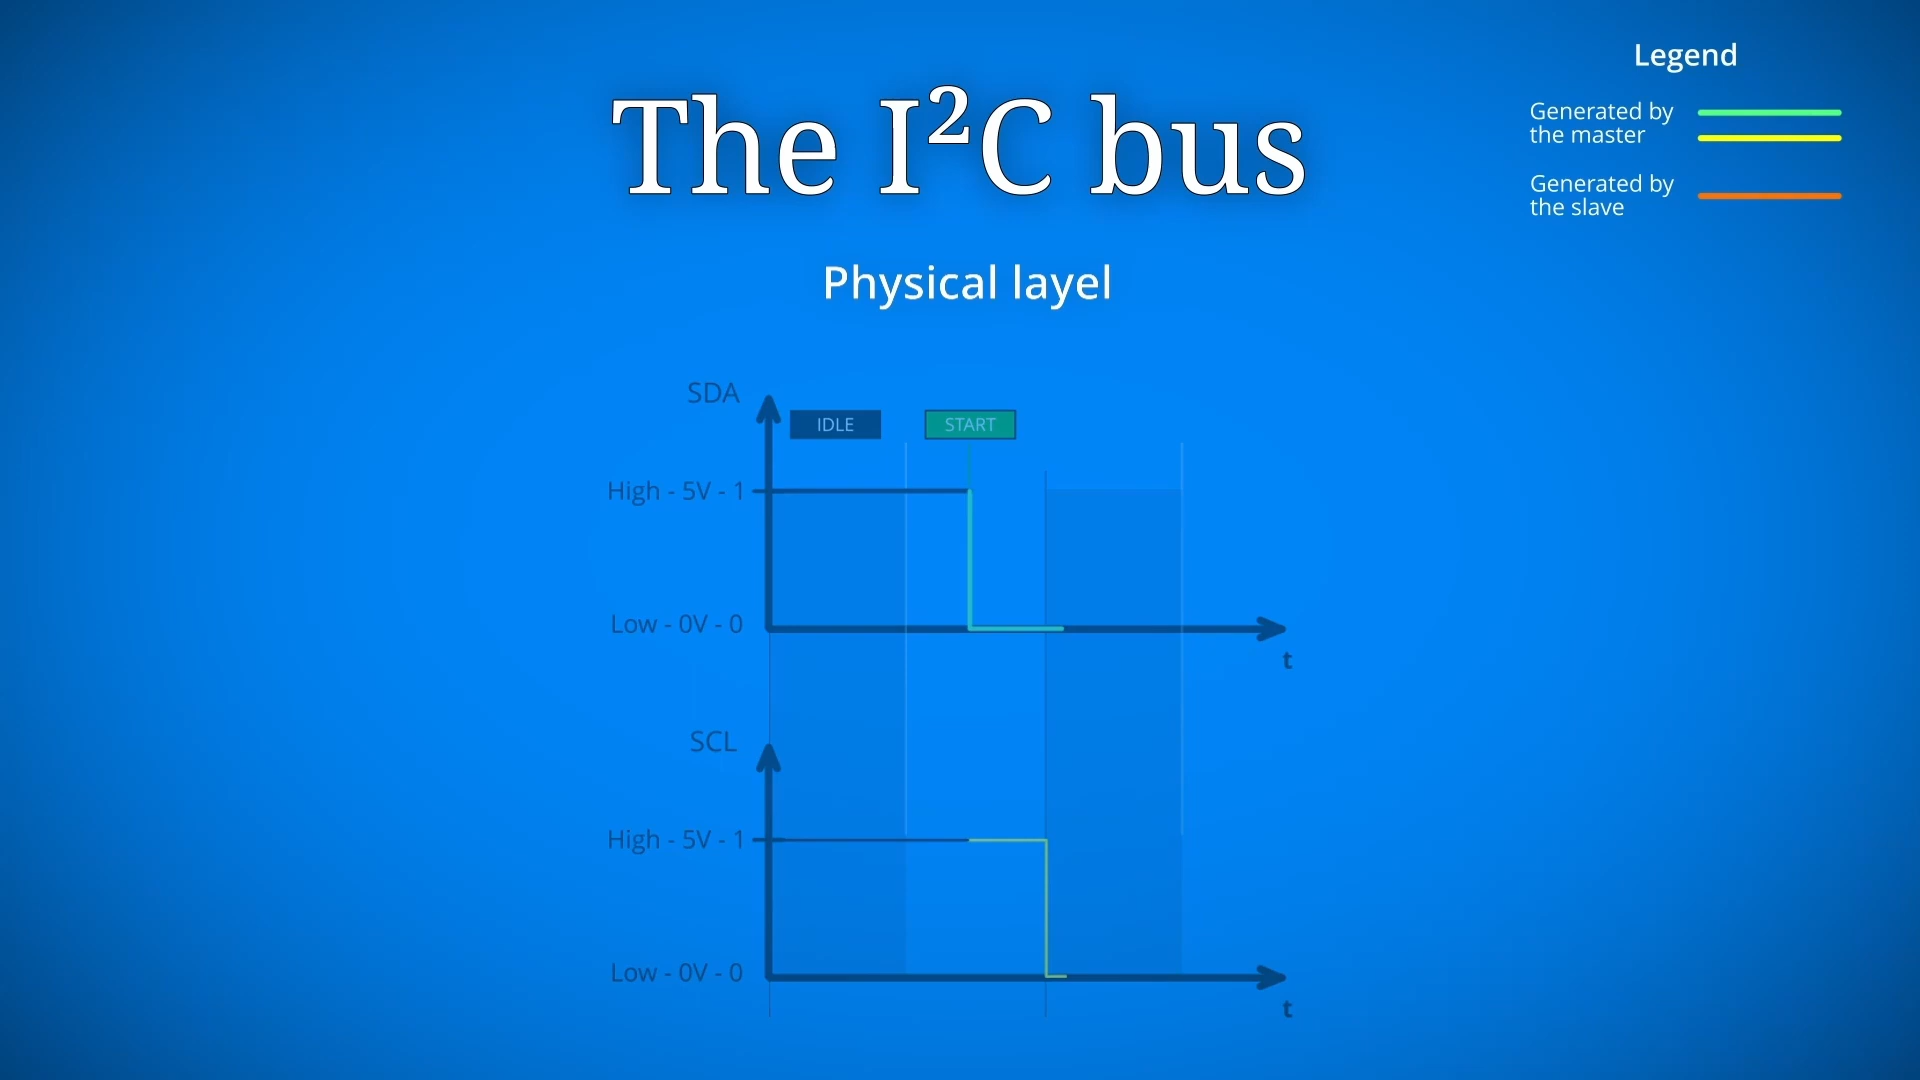 The I²C bus
Physical layel
Legend
Generated by
the master
Generated by
the slave
SDA
IDLE
START
High - 5V - 1
Low - 0V - 0
t
SCL
High - 5V - 1
Low - 0V - 0
t